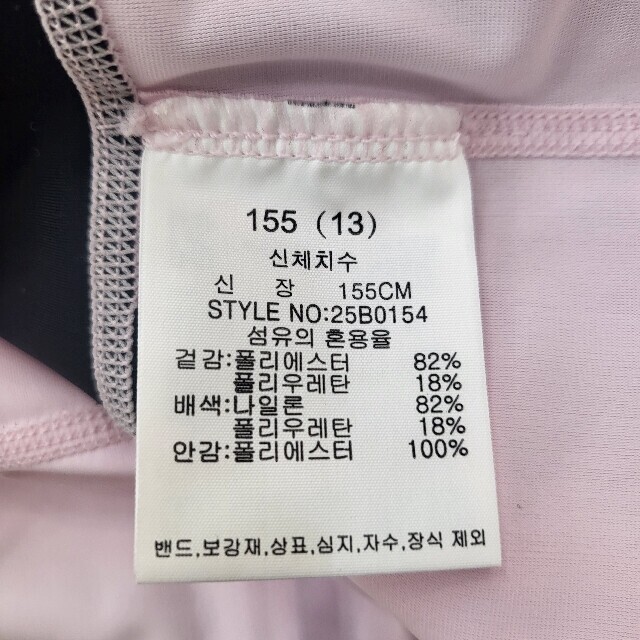 155 (13)
신체치수
신 장 155CM
STYLE NO:25B0154
섬유의 혼용율
겉감:폴리에스터 82%
폴리우레탄 18%
배색:나일론 82%
폴리우레탄 18%
안감:폴리에스터 100%
밴드,보강재,상표,심지,자수,장식 제외